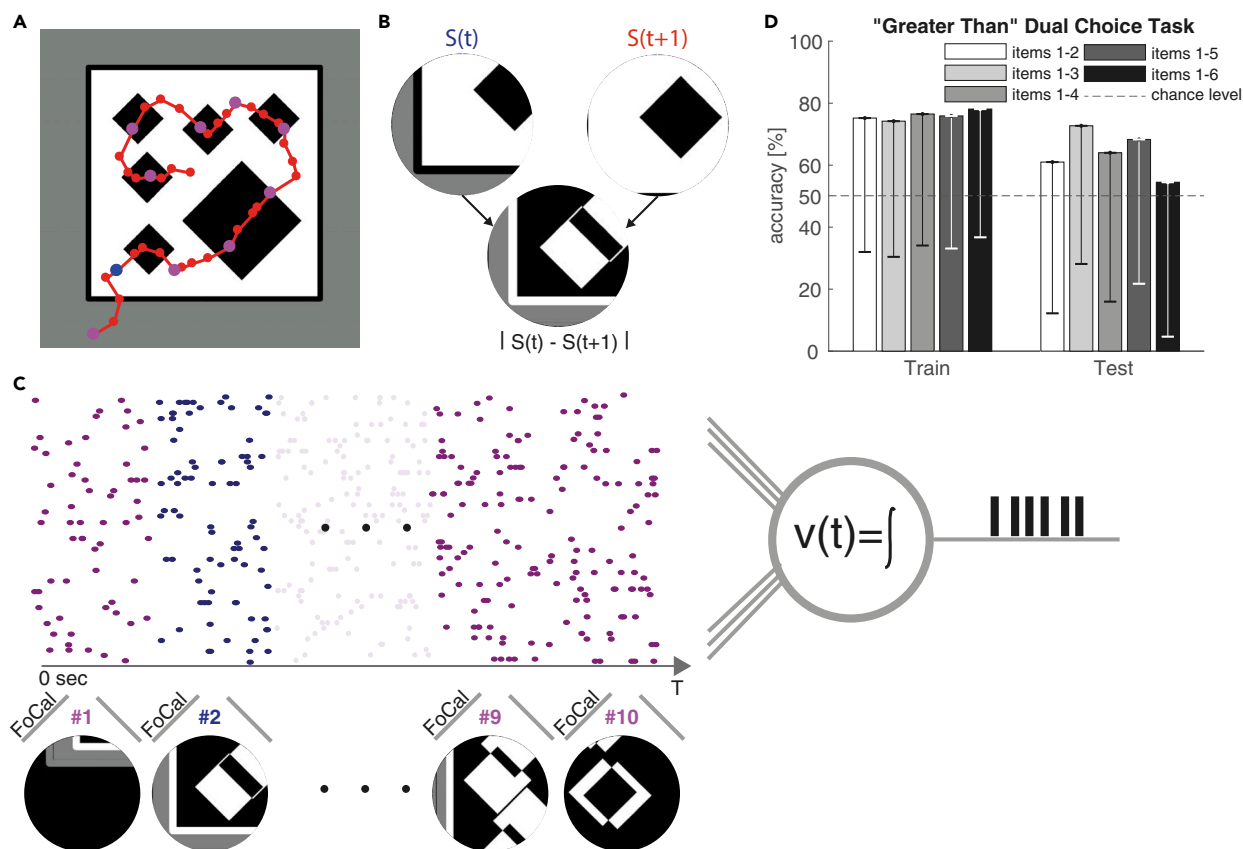 A
B
S(t)
S(t+1)
| S(t) - S(t+1) |
D
"Greater Than" Dual Choice Task
items 1-2
items 1-3
items 1-4
items 1-5
items 1-6
chance level
accuracy [%]
100
80
60
50
40
20
0
Train
Test
C
0 sec
T
v(t)=∫
FoCal
#1
FoCal
#2
FoCal
#9
FoCal
#10